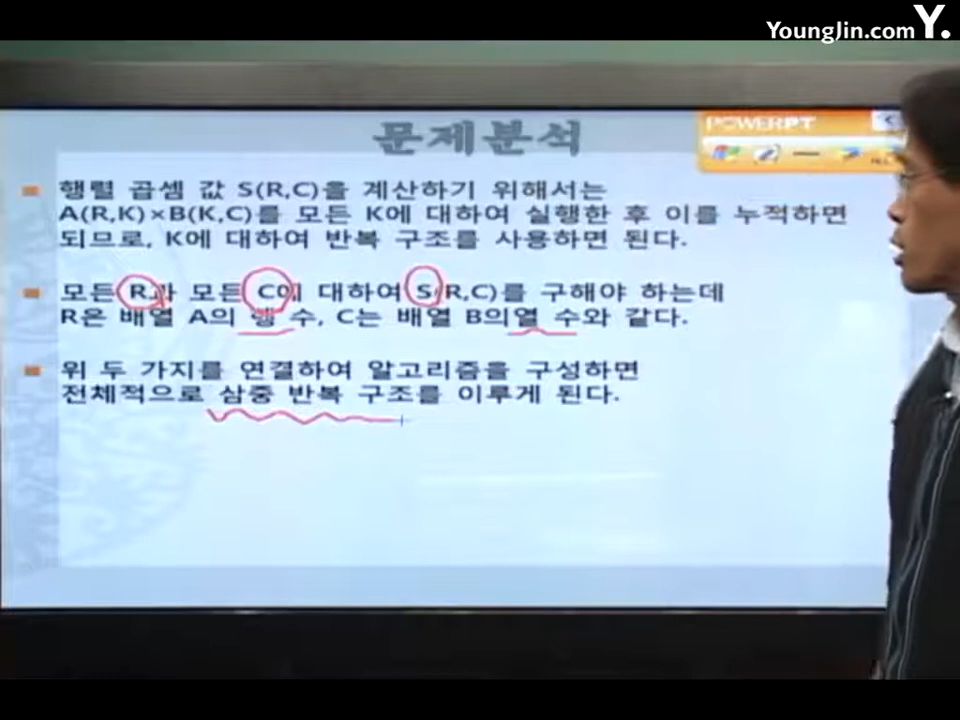 YoungJin.com Y.
문제분석
POWERPT
행렬 곱셈 값 S(R,C)을 계산하기 위해서는
A(R,K)×B(K,C)를 모든 K에 대하여 실행한 후 이를 누적하면
되므로, K에 대하여 반복 구조를 사용하면 된다.
모든 R과 모든 C에 대하여 S(R,C)를 구해야 하는데
R은 배열 A의 행 수, C는 배열 B의 열 수와 같다.
위 두 가지를 연결하여 알고리즘을 구성하면
전체적으로 삼중 반복 구조를 이루게 된다.